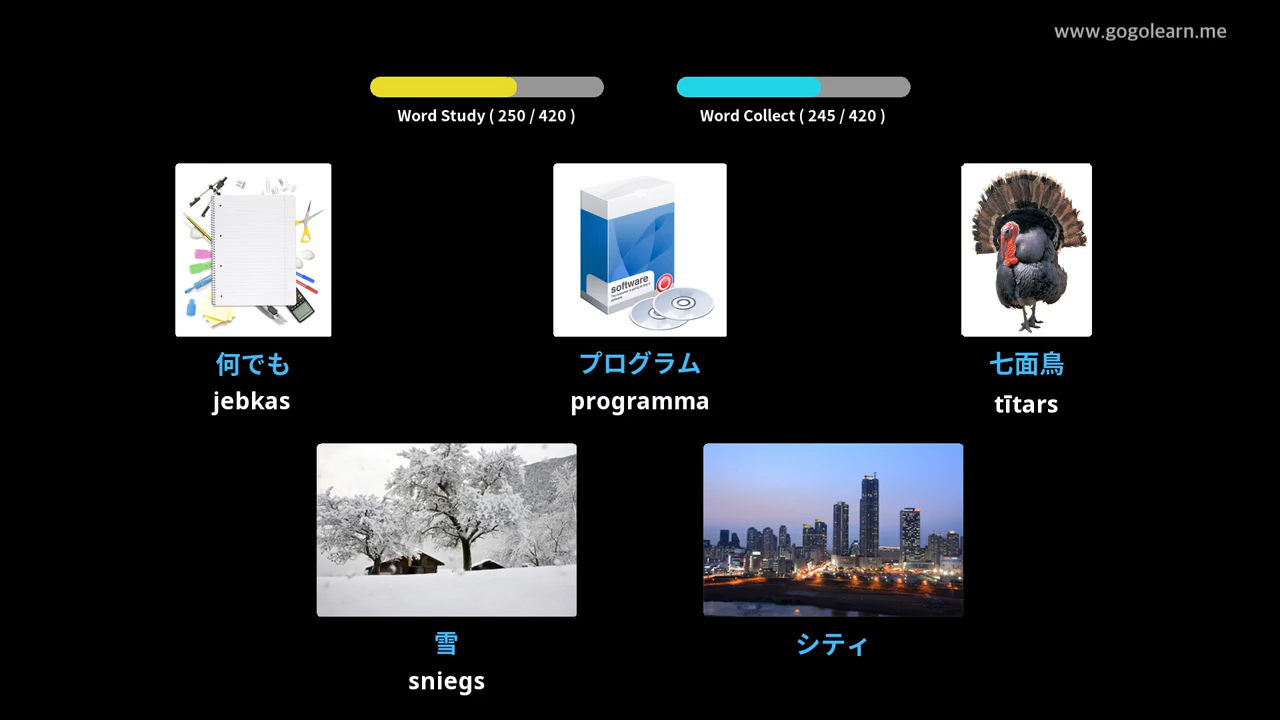 www.gogolearn.me
Word Study ( 250 / 420 )
Word Collect ( 245 / 420 )
software
何でも
jebkas
プログラム
programma
七面鳥
tītars
雪
sniegs
シティ